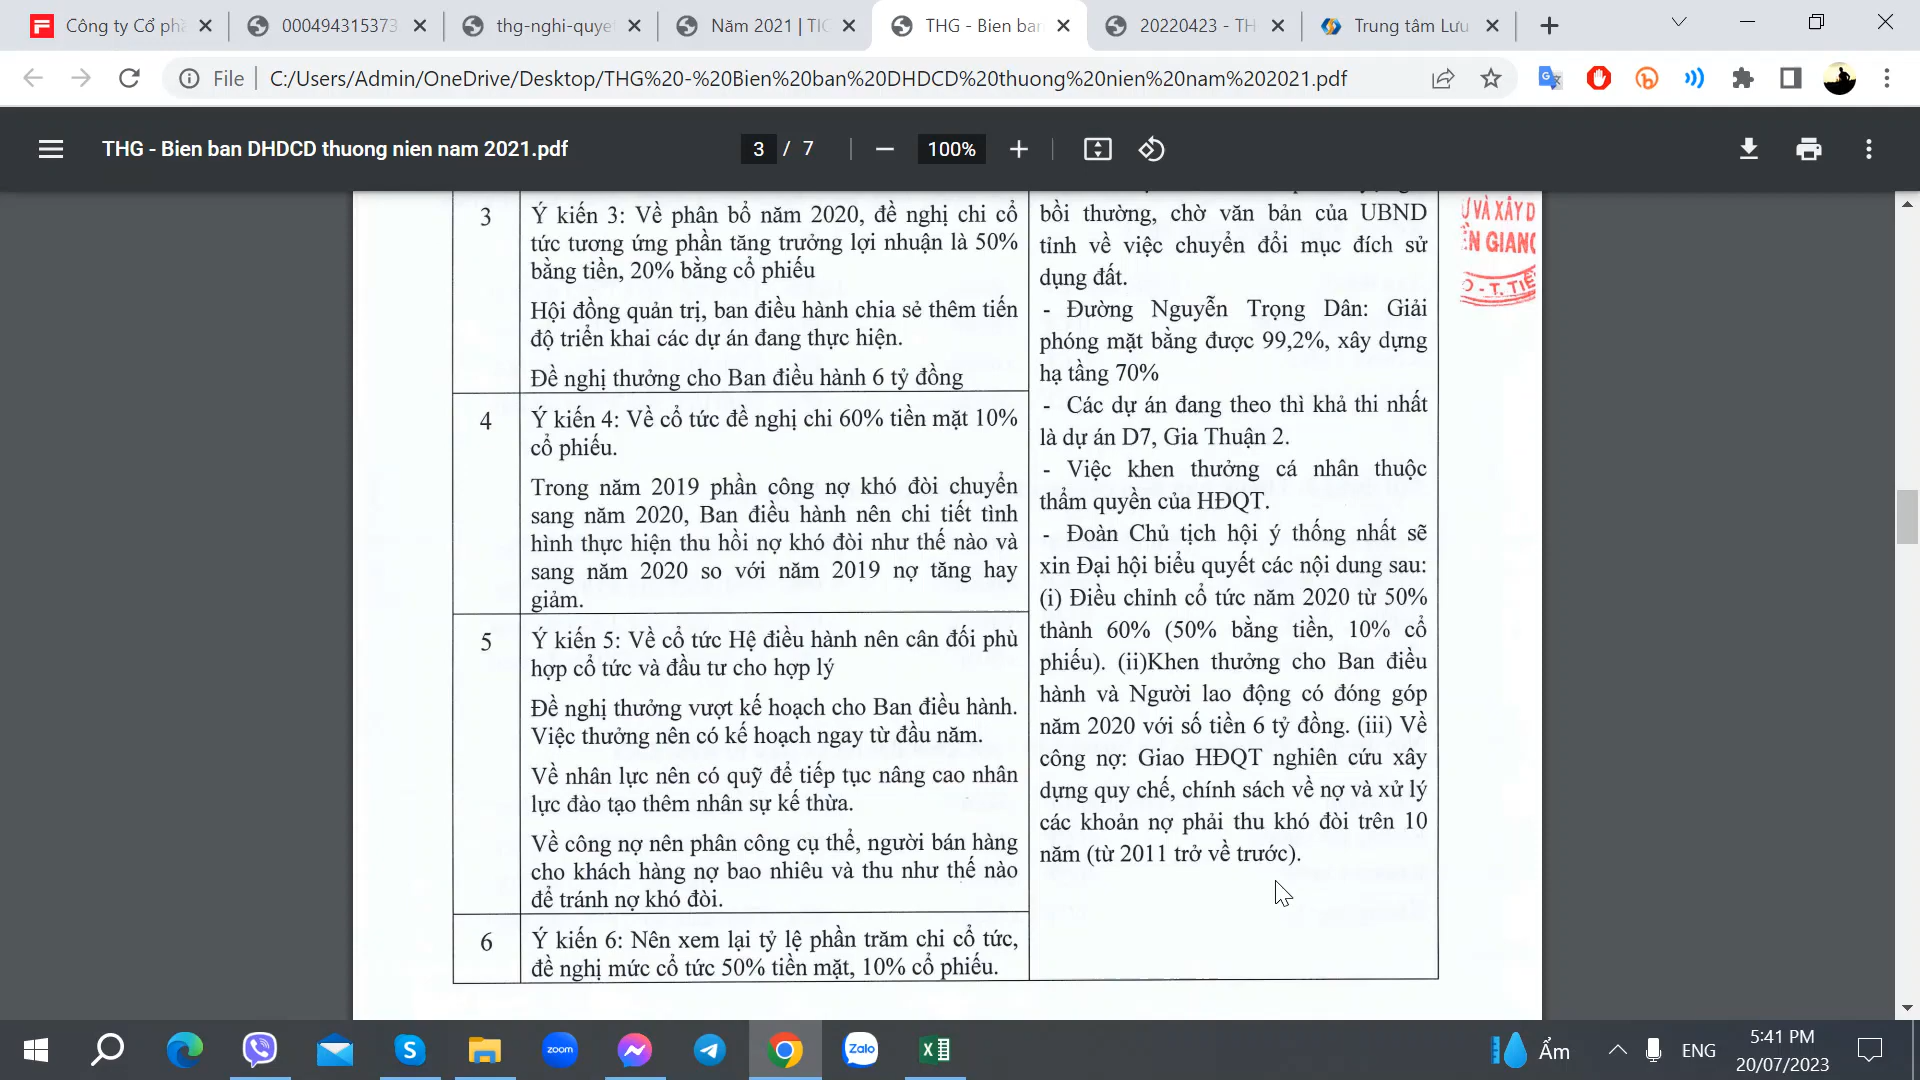 Công ty Cổ phầ
000494315373
thg-nghi-quye
Năm 2021 | TIC
THG - Bien ban
20220423 - TH
Trung tâm Lưu
File
C:/Users/Admin/OneDrive/Desktop/THG%20-%20Bien%20ban%20DHDCD%20thuong%20nien%20nam%202021.pdf
THG - Bien ban DHDCD thuong nien nam 2021.pdf
3 / 7
100%
3
Ý kiến 3: Về phân bổ năm 2020, đề nghị chi cổ
tức tương ứng phần tăng trưởng lợi nhuận là 50%
bằng tiền, 20% bằng cổ phiếu
Hội đồng quản trị, ban điều hành chia sẻ thêm tiến
độ triển khai các dự án đang thực hiện.
Đề nghị thưởng cho Ban điều hành 6 tỷ đồng
4
Ý kiến 4: Về cổ tức đề nghị chi 60% tiền mặt 10%
cổ phiếu.
Trong năm 2019 phần công nợ khó đòi chuyển
sang năm 2020, Ban điều hành nên chi tiết tình
hình thực hiện thu hồi nợ khó đòi như thế nào và
sang năm 2020 so với năm 2019 nợ tăng hay
giảm.
5
Ý kiến 5: Về cổ tức Hệ điều hành nên cân đối phù
hợp cổ tức và đầu tư cho hợp lý
Đề nghị thưởng vượt kế hoạch cho Ban điều hành.
Việc thưởng nên có kế hoạch ngay từ đầu năm.
Về nhân lực nên có quỹ để tiếp tục nâng cao nhân
lực đào tạo thêm nhân sự kế thừa.
Về công nợ nên phân công cụ thể, người bán hàng
cho khách hàng nợ bao nhiêu và thu như thế nào
để tránh nợ khó đòi.
6
Ý kiến 6: Nên xem lại tỷ lệ phần trăm chi cổ tức,
đề nghị mức cổ tức 50% tiền mặt, 10% cổ phiếu.
bồi thường, chờ văn bản của UBND
tỉnh về việc chuyển đổi mục đích sử
dụng đất.
- Đường Nguyễn Trọng Dân: Giải
phóng mặt bằng được 99,2%, xây dựng
hạ tầng 70%
- Các dự án đang theo thì khả thi nhất
là dự án D7, Gia Thuận 2.
- Việc khen thưởng cá nhân thuộc
thẩm quyền của HĐQT.
- Đoàn Chủ tịch hội ý thống nhất sẽ
xin Đại hội biểu quyết các nội dung sau:
(i) Điều chỉnh cổ tức năm 2020 từ 50%
thành 60% (50% bằng tiền, 10% cổ
phiếu). (ii)Khen thưởng cho Ban điều
hành và Người lao động có đóng góp
năm 2020 với số tiền 6 tỷ đồng. (iii) Về
công nợ: Giao HĐQT nghiên cứu xây
dựng quy chế, chính sách về nợ và xử lý
các khoản nợ phải thu khó đòi trên 10
năm (từ 2011 trở về trước).
VÀ XÂY D
ỀN GIANG
- T. TIỀ
zoom
Zalo
Ẩm
ENG
5:41 PM
20/07/2023